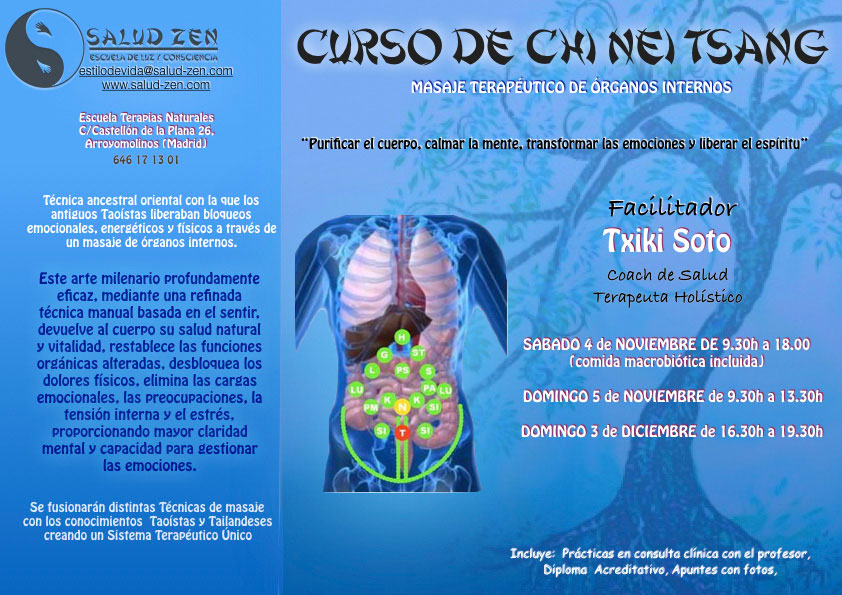 SALUD ZEN
ESCUELA DE LUZ Y CONSCIENCIA
estilodevida@salud-zen.com
www.salud-zen.com
Escuela Terapias Naturales
C/Castellón de la Plana 26,
Arroyomolinos (Madrid)
646 17 13 01
Técnica ancestral oriental con la que los
antiguos Taoístas liberaban bloqueos
emocionales, energéticos y físicos a través de
un masaje de órganos internos.
Este arte milenario profundamente
eficaz, mediante una refinada
técnica manual basada en el sentir,
devuelve al cuerpo su salud natural
y vitalidad, restablece las funciones
orgánicas alteradas, desbloquea los
dolores físicos, elimina las cargas
emocionales, las preocupaciones, la
tensión interna y el estrés,
proporcionando mayor claridad
mental y capacidad para gestionar
las emociones.
Se fusionarán distintas Técnicas de masaje
con los conocimientos Taoístas y Tailandeses
creando un Sistema Terapéutico Único
CURSO DE CHI NEI TSANG
MASAJE TERAPÉUTICO DE ÓRGANOS INTERNOS
"Purificar el cuerpo, calmar la mente, transformar las emociones y liberar el espíritu"
H
G ST
L PS S
LU PA LU
K K
PM N SI
SI T SI
Facilitador
Txiki Soto
Coach de Salud
Terapeuta Holístico
SABADO 4 de NOVIEMBRE DE 9.30h a 18.00
(comida macrobiótica incluida)
DOMINGO 5 de NOVIEMBRE de 9.30h a 13.30h
DOMINGO 3 de DICIEMBRE de 16.30h a 19.30h
Incluye: Prácticas en consulta clínica con el profesor,
Diploma Acreditativo, Apuntes con fotos,